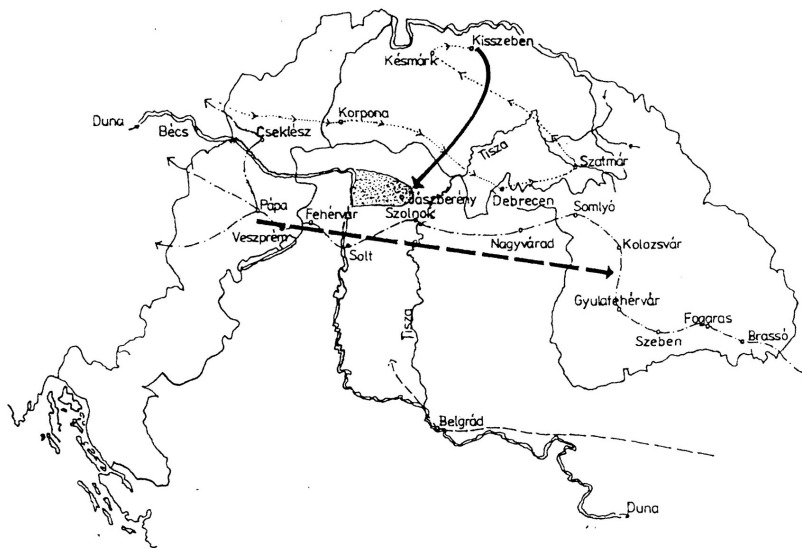 Kisszeben
Késmárk
Duna
Bécs
Cseklész
Korpona
Tisza
Szatmár
Jászberény
Debrecen
Pápa
Fehérvár
Szolnok
Somlyó
Veszprém
Solt
Nagyvárad
Kolozsvár
Gyulafehérvár
Tisza
Fogaras
Szeben
Brassó
Belgrád
Duna